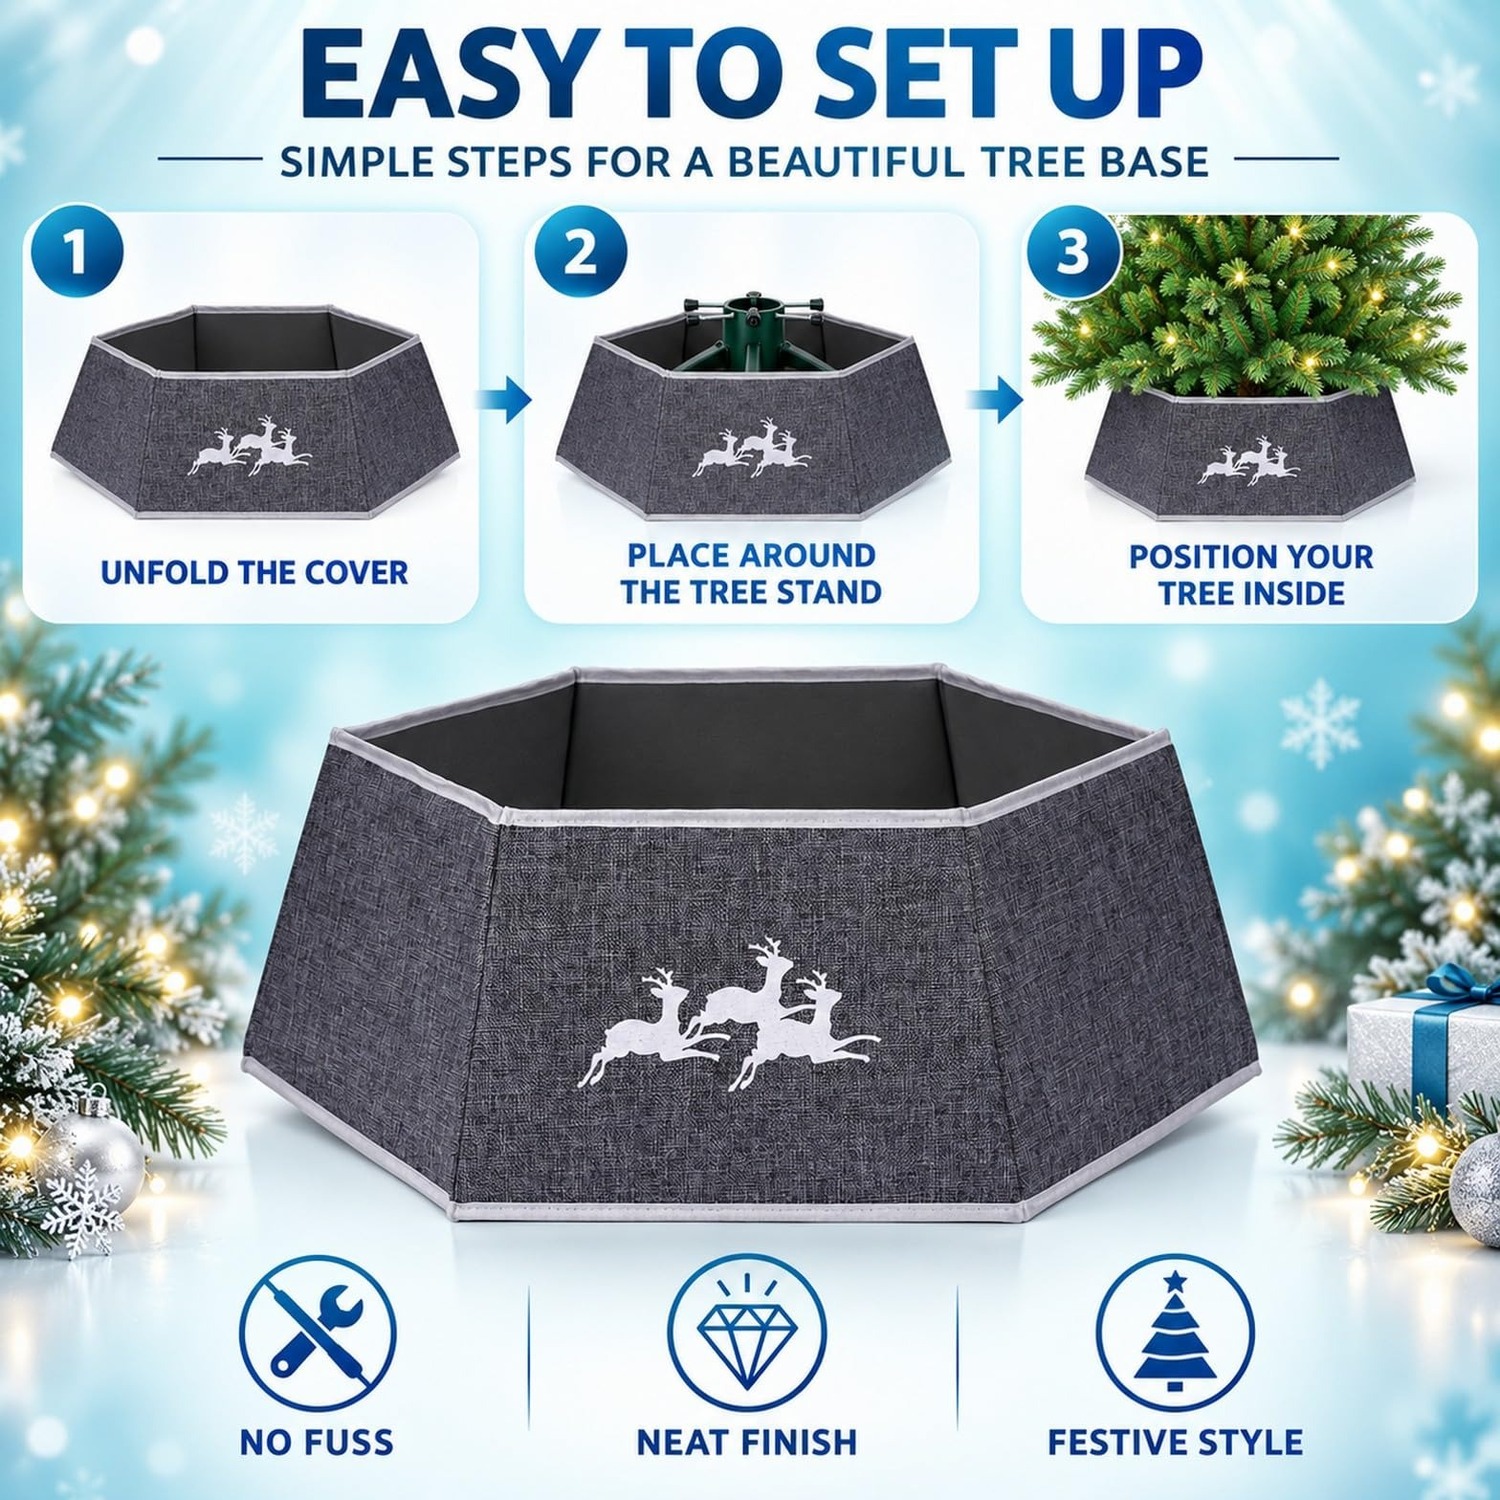 EASY TO SET UP
SIMPLE STEPS FOR A BEAUTIFUL TREE BASE
1
2
3
UNFOLD THE COVER
PLACE AROUND
THE TREE STAND
POSITION YOUR
TREE INSIDE
NO FUSS
NEAT FINISH
FESTIVE STYLE